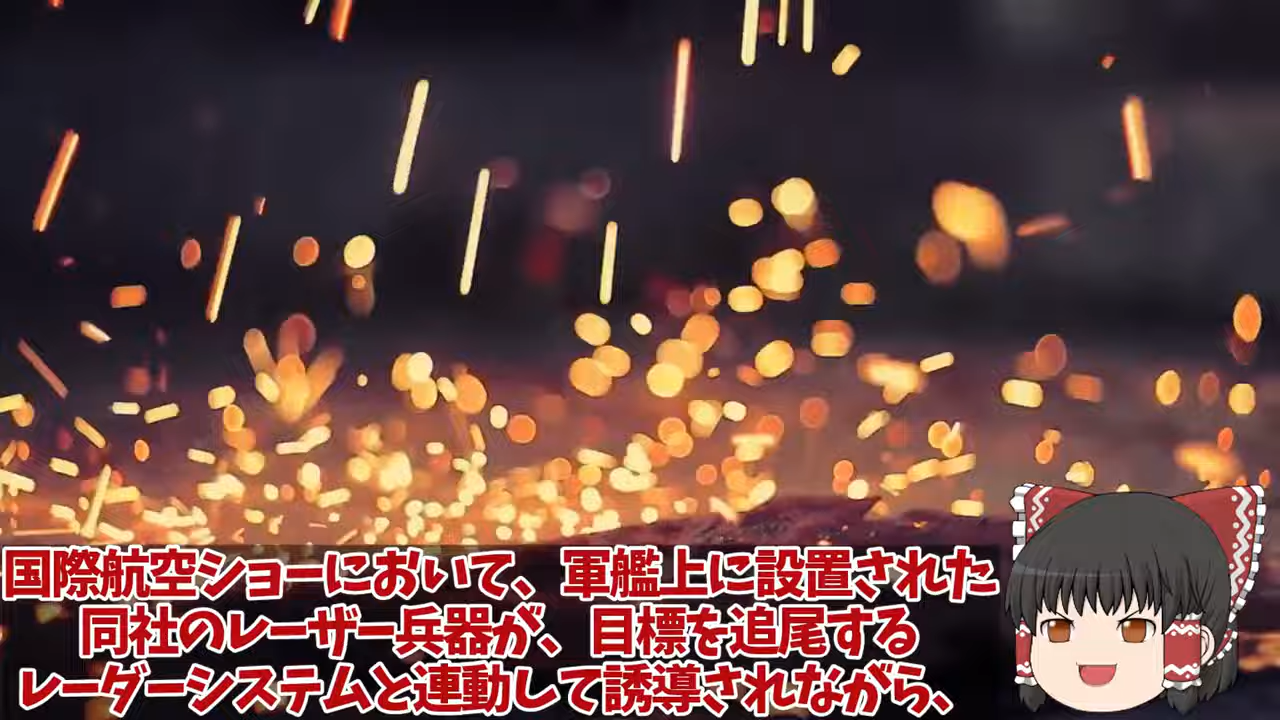 国際航空ショーにおいて、軍艦上に設置された
同社のレーザー兵器が、目標を追尾する
レーダーシステムと連動して誘導されながら、